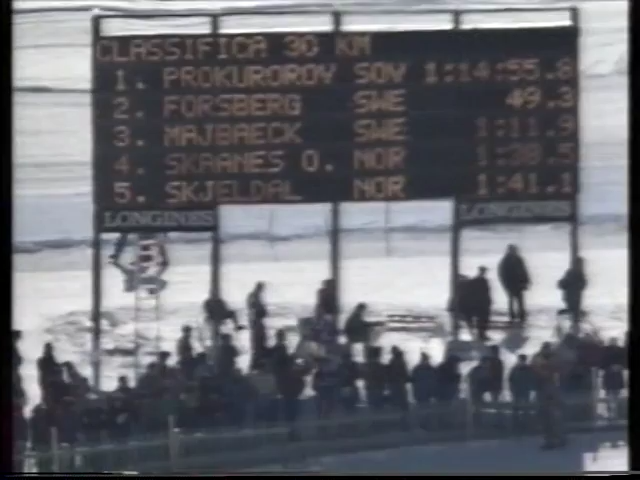 CLASSIFICA 30 KM
1. PROKUROROV SOV 1:14:55.8
2. FORSBERG SWE 49.3
3. MAJBAECK SWE 1:11.9
4. SKAANES O. NOR 1:38.5
5. SKJELDAL NOR 1:41.1
LONGINES LONGINES